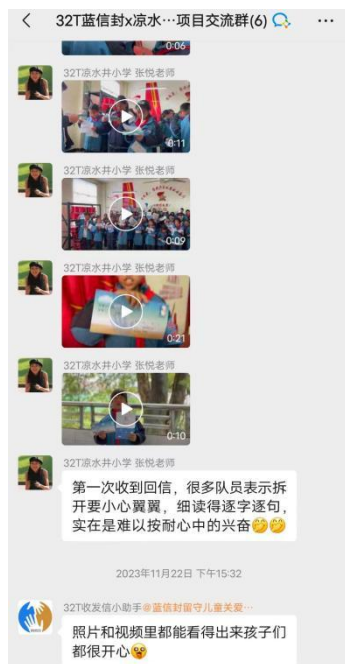 32T蓝信封x凉水…项目交流群(6)
0:06
32T凉水井小学 张悦老师
0:11
32T凉水井小学 张悦老师
0:09
32T凉水井小学 张悦老师
0:21
32T凉水井小学 张悦老师
0:10
32T凉水井小学 张悦老师
第一次收到回信，很多队员表示拆
开要小心翼翼，细读得逐字逐句，
实在是难以按耐心中的兴奋🤭🤭
2023年11月22日 下午15:32
32T收发信小助手@蓝信封留守儿童关爱…
照片和视频里都能看得出来孩子们
都很开心😜